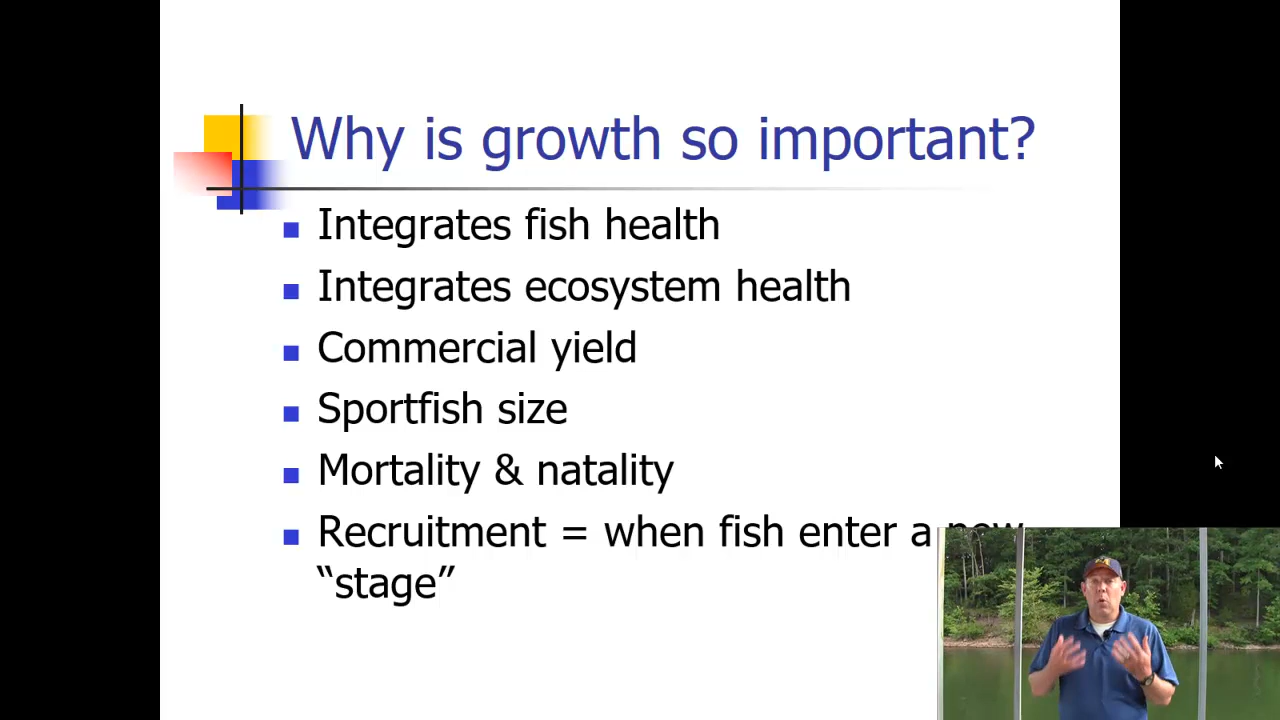 Why is growth so important?
Integrates fish health
Integrates ecosystem health
Commercial yield
Sportfish size
Mortality & natality
Recruitment = when fish enter a new
“stage”